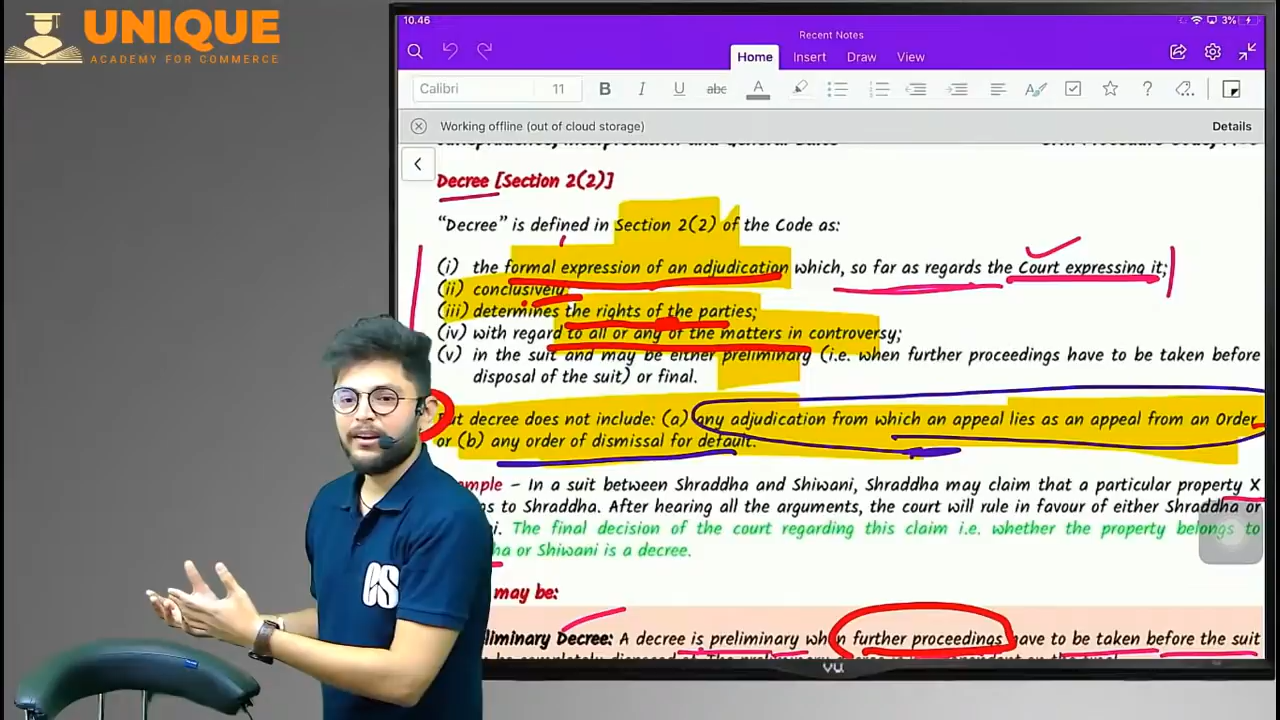 UNIQUE
ACADEMY FOR COMMERCE
10.46
3%
Recent Notes
Home Insert Draw View
Calibri 11 B I U abc A
Working offline (out of cloud storage) Details
Decree [Section 2(2)]
“Decree” is defined in Section 2(2) of the Code as:
(i) the formal expression of an adjudication which, so far as regards the Court expressing it;
(ii) conclusively;
(iii) determines the rights of the parties;
(iv) with regard to all or any of the matters in controversy;
(v) in the suit and may be either preliminary (i.e. when further proceedings have to be taken before
disposal of the suit) or final.
But decree does not include: (a) any adjudication from which an appeal lies as an appeal from an Order
or (b) any order of dismissal for default.
– In a suit between Shraddha and Shiwani, Shraddha may claim that a particular property X
to Shraddha. After hearing all the arguments, the court will rule in favour of either Shraddha or
The final decision of the court regarding this claim i.e. whether the property belongs to
or Shiwani is a decree.
may be:
Decree: A decree is preliminary when further proceedings have to be taken before the suit
CS
vu